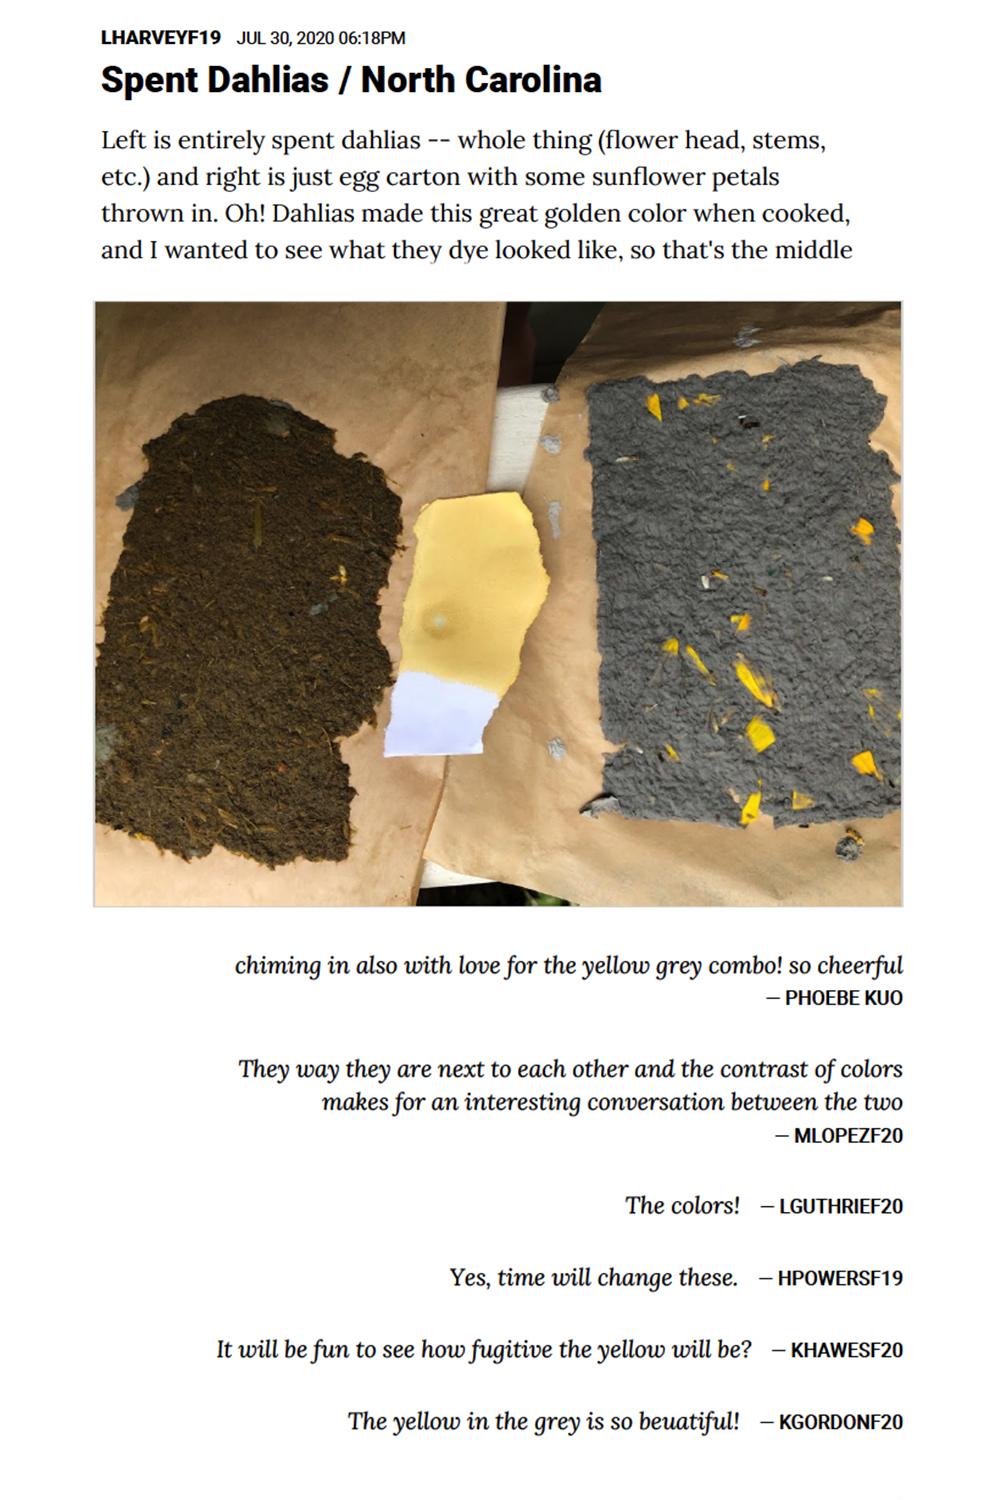 LHARVEYF19 JUL 30, 2020 06:18PM
Spent Dahlias / North Carolina
Left is entirely spent dahlias -- whole thing (flower head, stems,
etc.) and right is just egg carton with some sunflower petals
thrown in. Oh! Dahlias made this great golden color when cooked,
and I wanted to see what they dye looked like, so that's the middle
chiming in also with love for the yellow grey combo! so cheerful
— PHOEBE KUO
They way they are next to each other and the contrast of colors
makes for an interesting conversation between the two
— MLOPEZF20
The colors! — LGUTHRIEF20
Yes, time will change these. — HPOWERSF19
It will be fun to see how fugitive the yellow will be? — KHAWESF20
The yellow in the grey is so beuatiful! — KGORDONF20